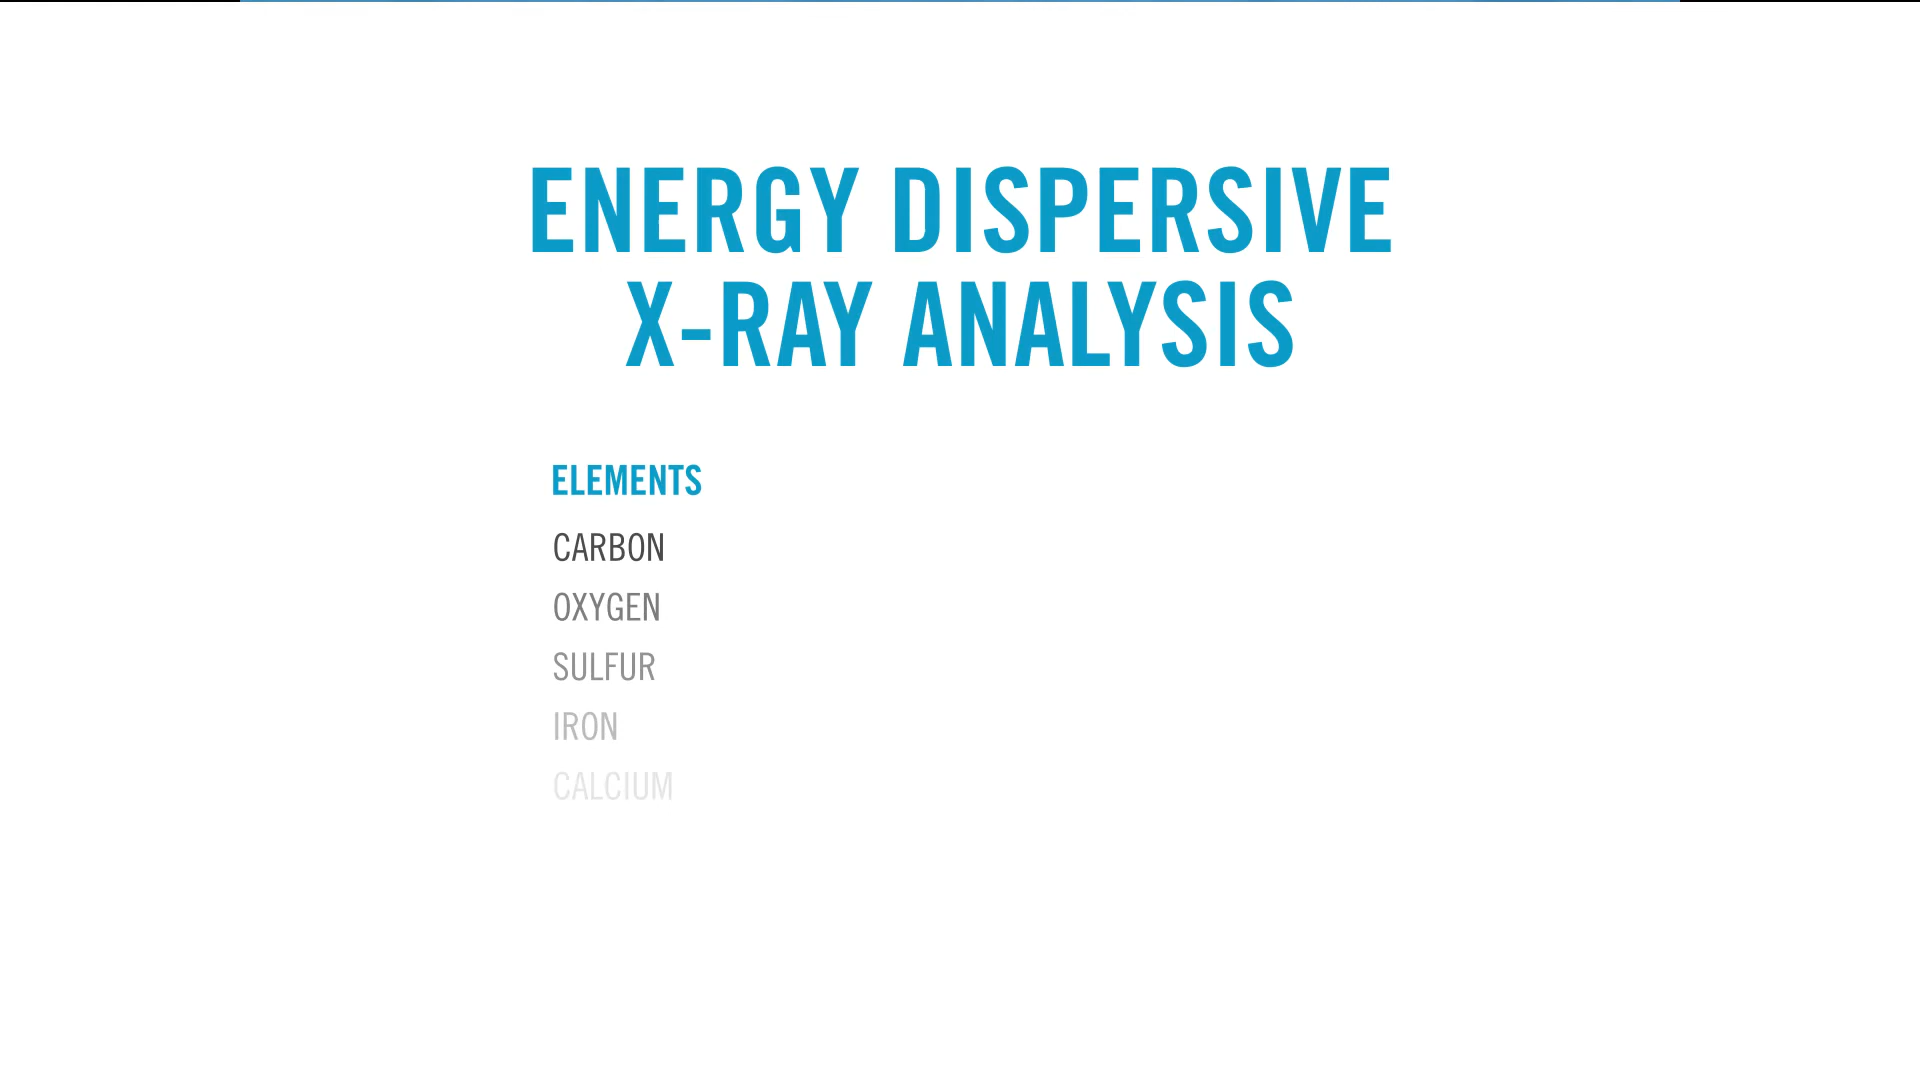 ENERGY DISPERSIVE
X-RAY ANALYSIS
ELEMENTS
CARBON
OXYGEN
SULFUR
IRON
CALCIUM